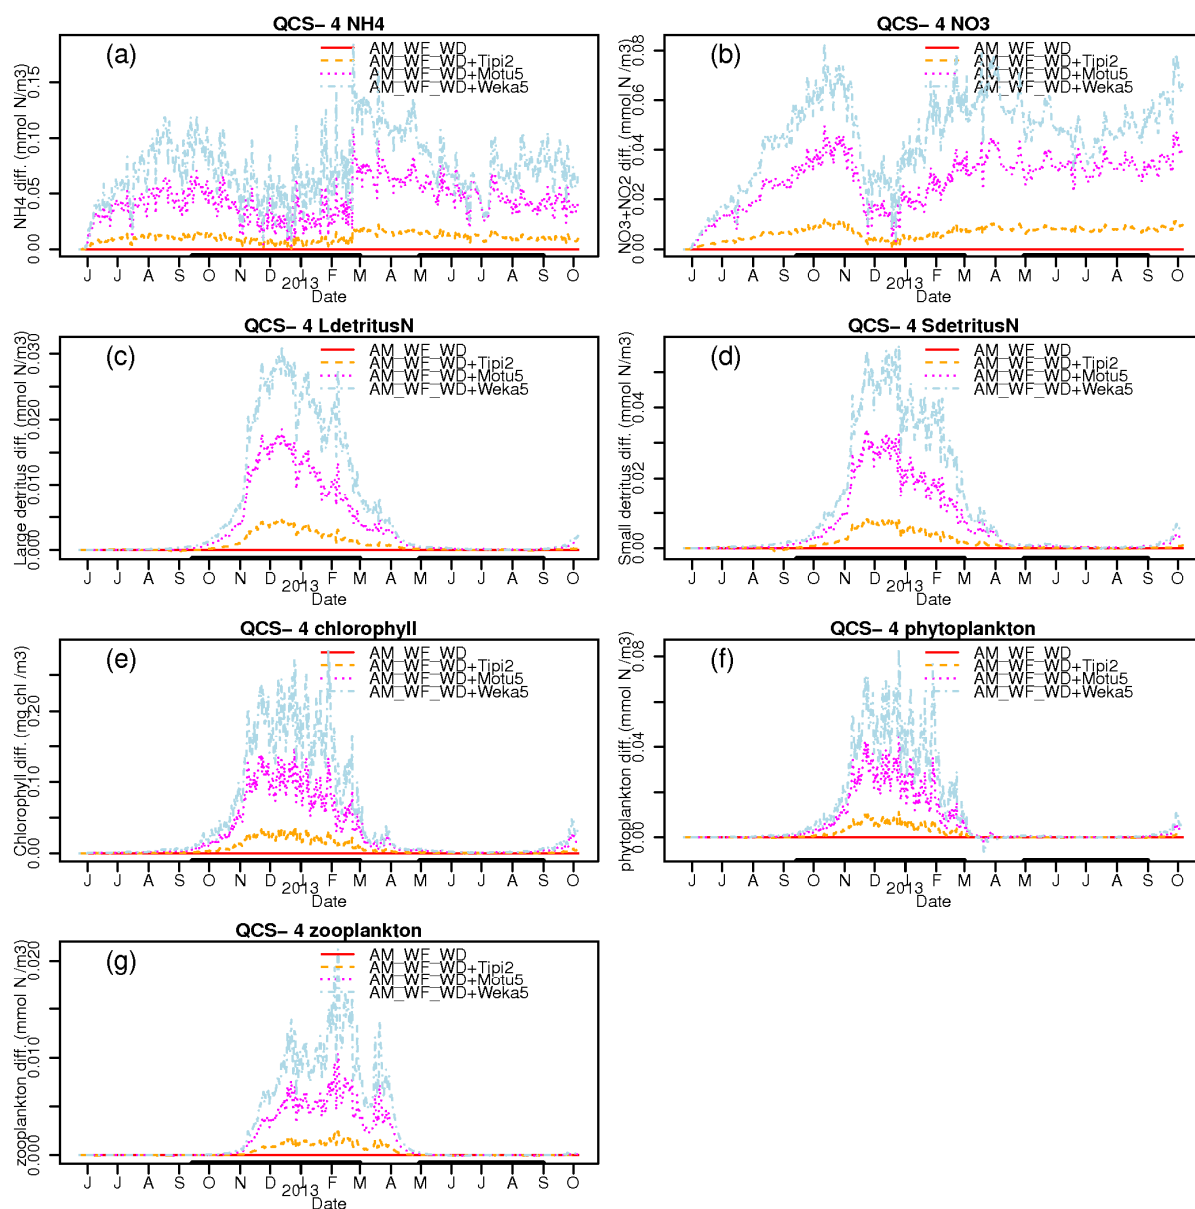 QCS- 4 NH4
(a)
AM_WF_WD
AM_WF_WD+Tipi2
AM_WF_WD+Motu5
AM_WF_WD+Weka5
NH4 diff. (mmol N/m3)
0.00 0.05 0.10 0.15
J J A S O N D J F M A M J J A S O
2013
Date
QCS- 4 NO3
(b)
AM_WF_WD
AM_WF_WD+Tipi2
AM_WF_WD+Motu5
AM_WF_WD+Weka5
NO3+NO2 diff. (mmol N /m3)
0.00 0.02 0.04 0.06 0.08
J J A S O N D J F M A M J J A S O
2013
Date
QCS- 4 LdetritusN
(c)
AM_WF_WD
AM_WF_WD+Tipi2
AM_WF_WD+Motu5
AM_WF_WD+Weka5
Large detritus diff. (mmol N/m3)
0.000 0.010 0.020 0.030
J J A S O N D J F M A M J J A S O
2013
Date
QCS- 4 SdetritusN
(d)
AM_WF_WD
AM_WF_WD+Tipi2
AM_WF_WD+Motu5
AM_WF_WD+Weka5
Small detritus diff. (mmol N/m3)
0.00 0.02 0.04
J J A S O N D J F M A M J J A S O
2013
Date
QCS- 4 chlorophyll
(e)
AM_WF_WD
AM_WF_WD+Tipi2
AM_WF_WD+Motu5
AM_WF_WD+Weka5
Chlorophyll diff. (mg chl /m3)
0.00 0.10 0.20
J J A S O N D J F M A M J J A S O
2013
Date
QCS- 4 phytoplankton
(f)
AM_WF_WD
AM_WF_WD+Tipi2
AM_WF_WD+Motu5
AM_WF_WD+Weka5
phytoplankton diff. (mmol N /m3)
0.00 0.04 0.08
J J A S O N D J F M A M J J A S O
2013
Date
QCS- 4 zooplankton
(g)
AM_WF_WD
AM_WF_WD+Tipi2
AM_WF_WD+Motu5
AM_WF_WD+Weka5
zooplankton diff. (mmol N /m3)
0.000 0.010 0.020
J J A S O N D J F M A M J J A S O
2013
Date